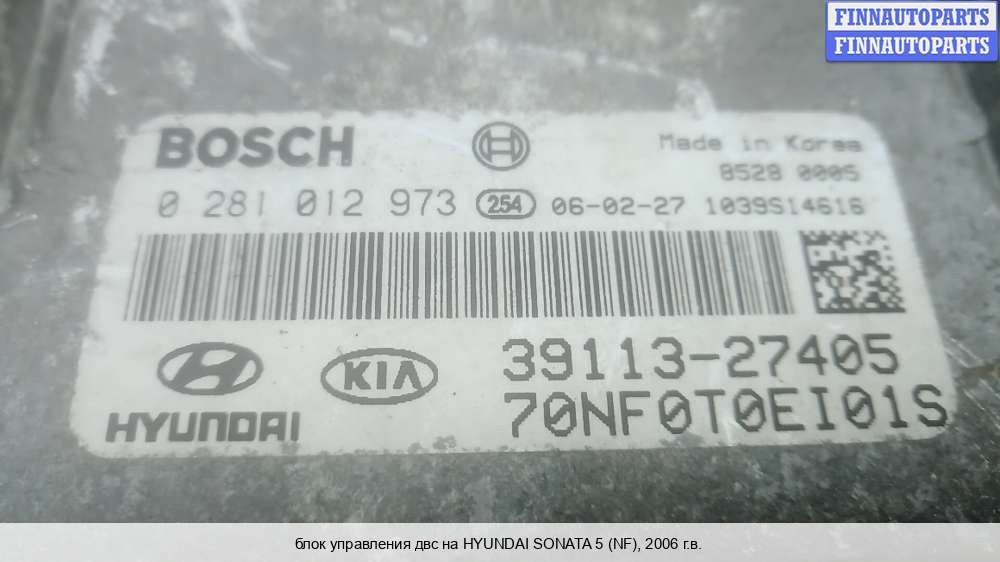 FINNAUTOPARTS
FINNAUTOPARTS
BOSCH
Made in Korea
8528 0005
0 281 012 973 254 06-02-27 1039S14616
39113-27405
KIA
70NF0T0EI01S
HYUNDAI
блок управления двс на HYUNDAI SONATA 5 (NF), 2006 г.в.